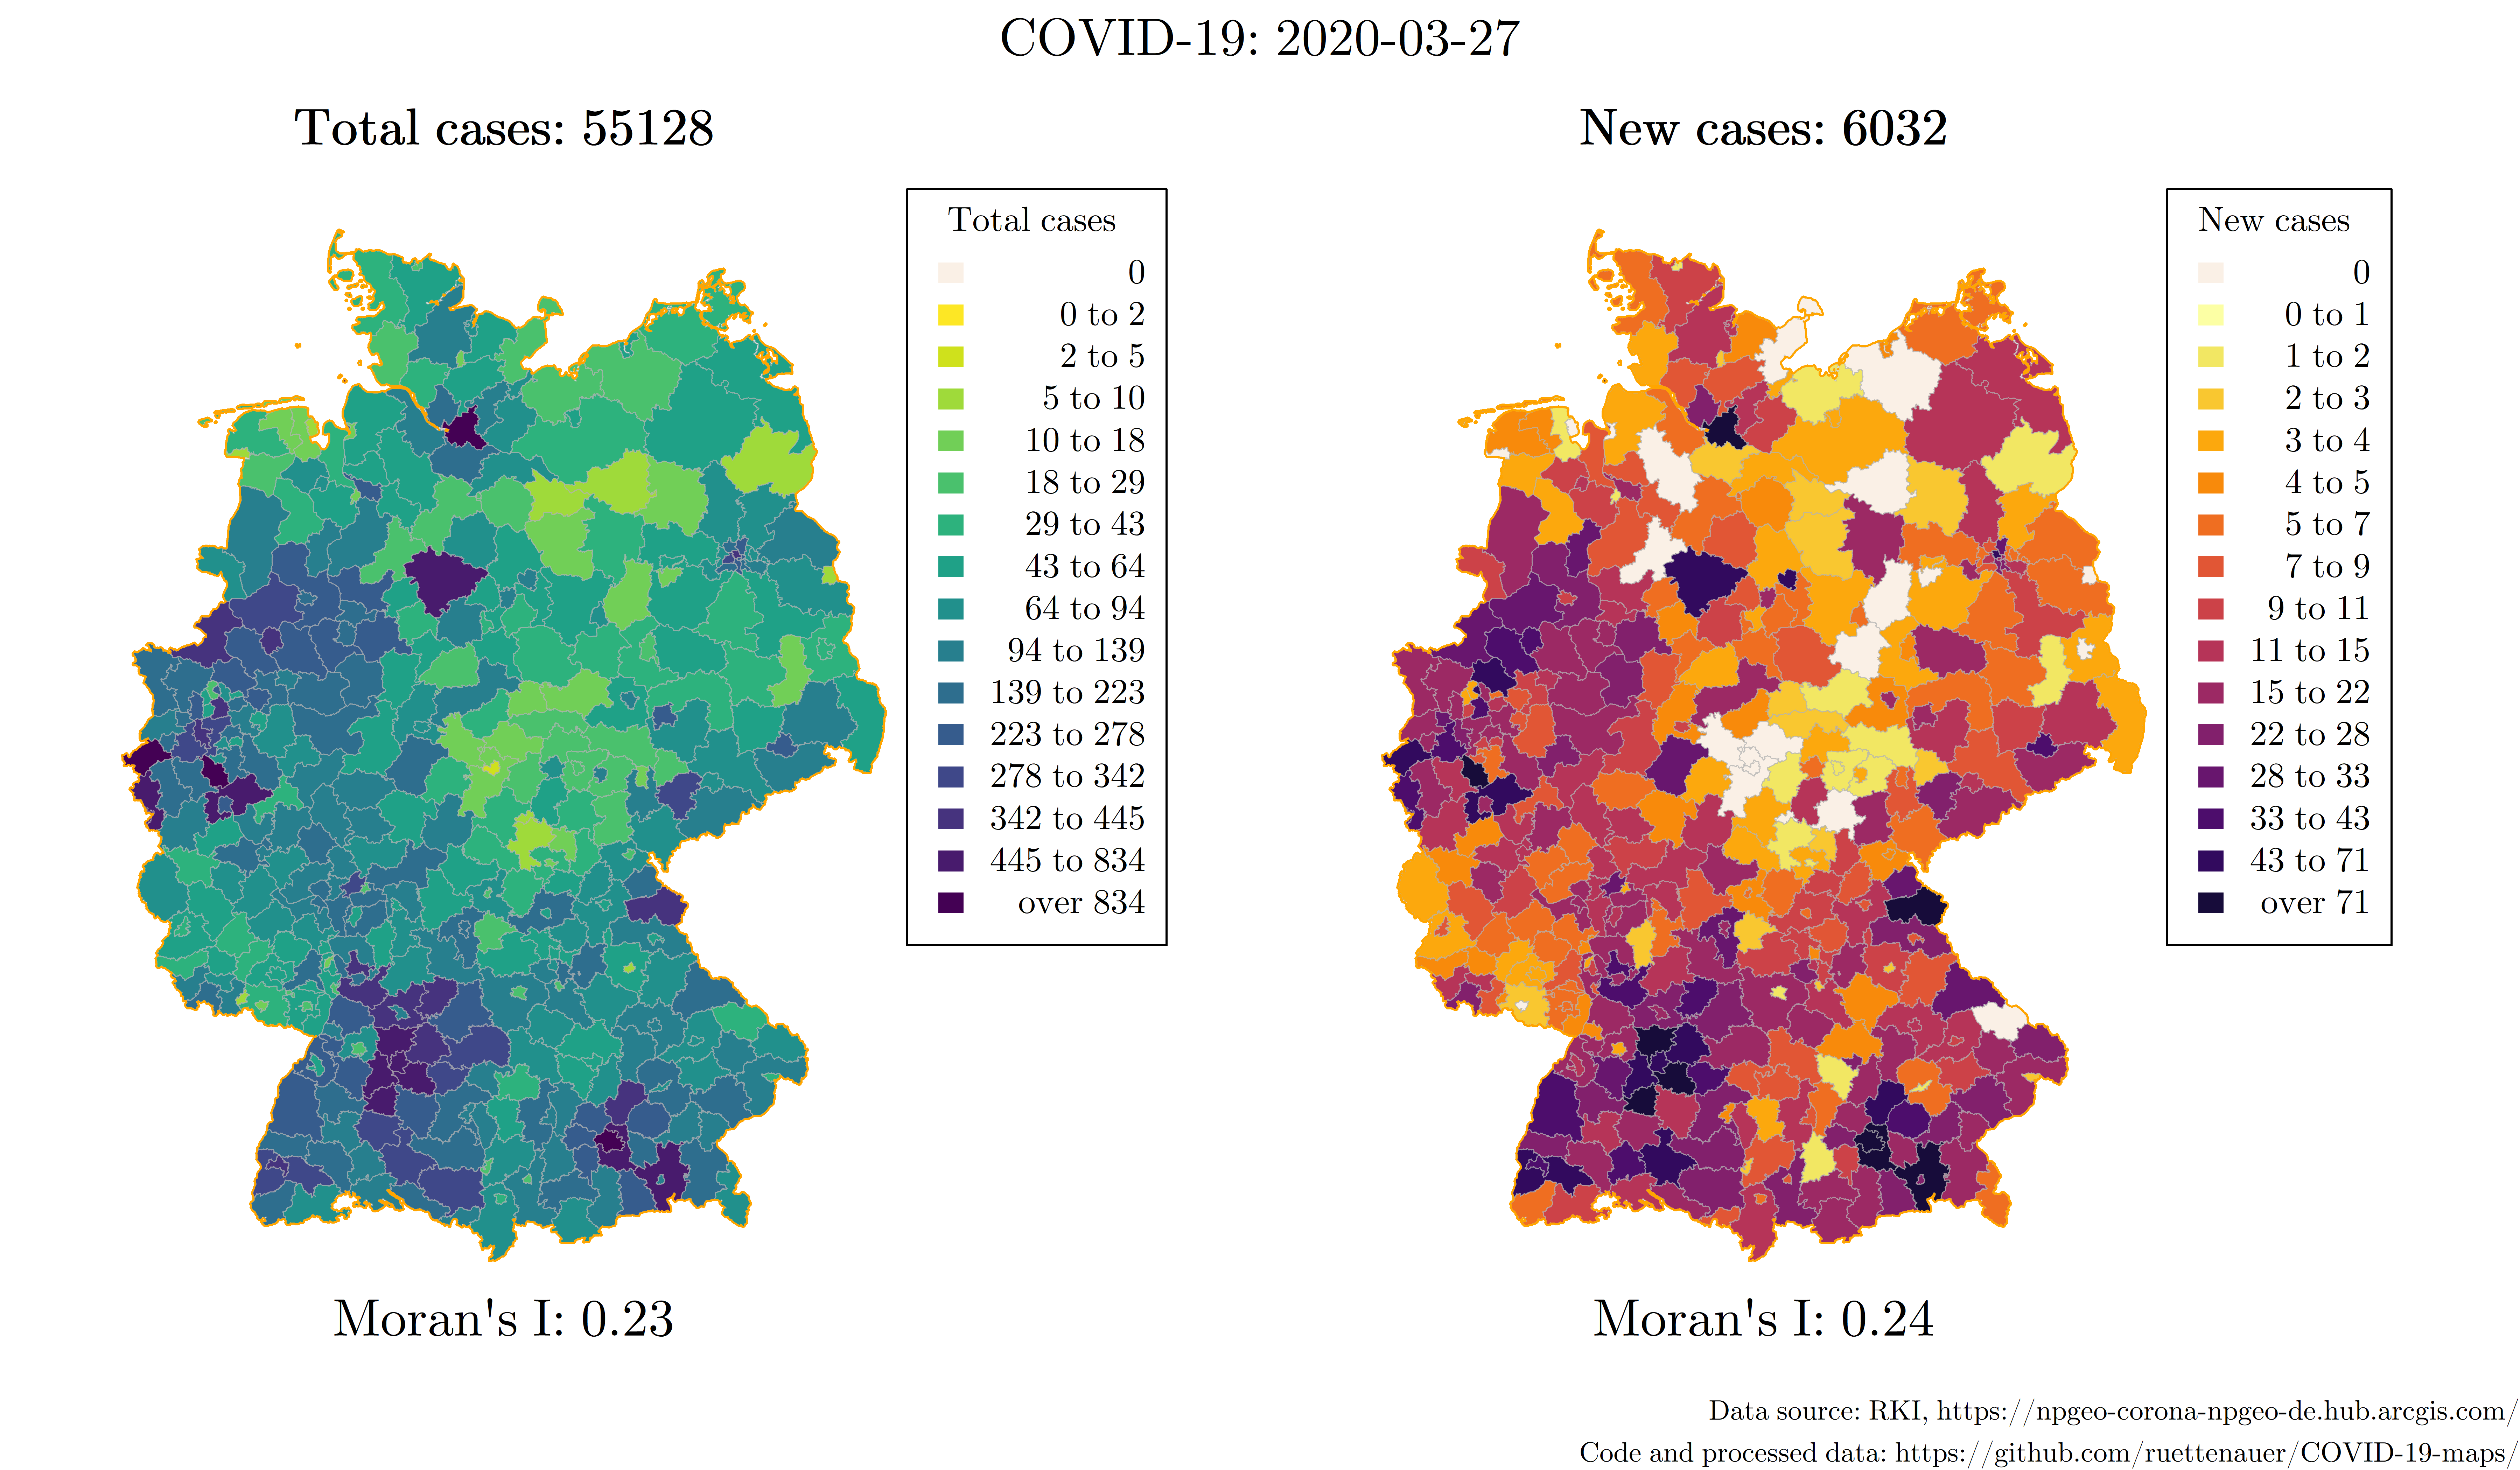 COVID-19: 2020-03-27
Total cases: 55128
Total cases
0
0 to 2
2 to 5
5 to 10
10 to 18
18 to 29
29 to 43
43 to 64
64 to 94
94 to 139
139 to 223
223 to 278
278 to 342
342 to 445
445 to 834
over 834
Moran's I: 0.23
New cases: 6032
New cases
0
0 to 1
1 to 2
2 to 3
3 to 4
4 to 5
5 to 7
7 to 9
9 to 11
11 to 15
15 to 22
22 to 28
28 to 33
33 to 43
43 to 71
over 71
Moran's I: 0.24
Data source: RKI, https://npgeo-corona-npgeo-de.hub.arcgis.com/
Code and processed data: https://github.com/ruettenauer/COVID-19-maps/